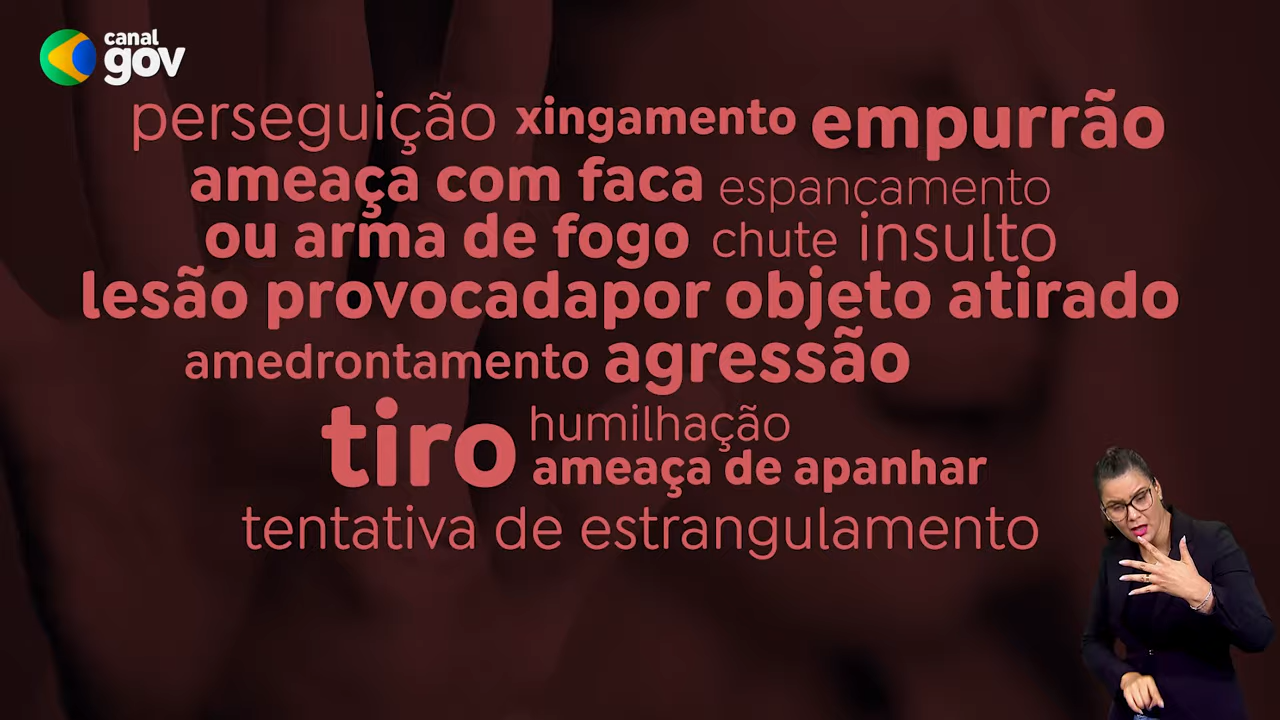 canal
gov
perseguição xingamento empurrão
ameaça com faca espancamento
ou arma de fogo chute insulto
lesão provocadapor objeto atirado
amedrontamento agressão
tiro humilhação
ameaça de apanhar
tentativa de estrangulamento